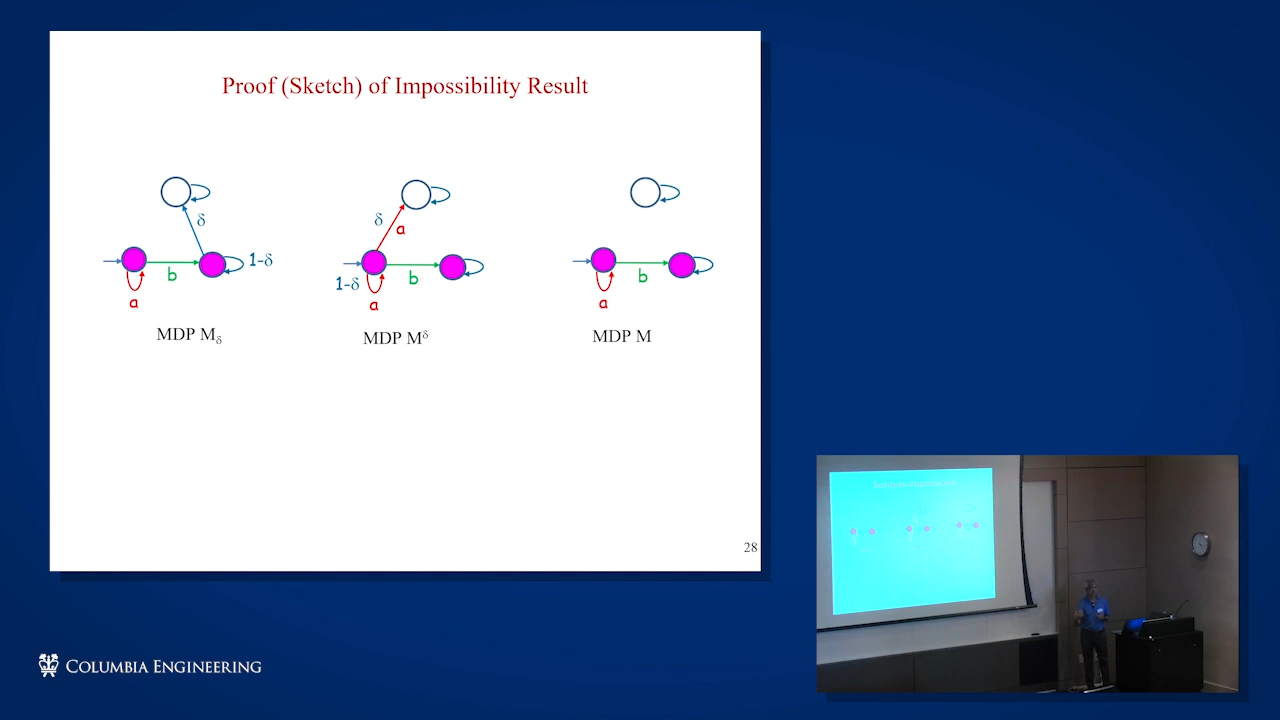 Proof (Sketch) of Impossibility Result
δ
1-δ
b
a
MDP Mδ
δ
a
1-δ
b
a
MDP Mδ
b
a
MDP M
28
COLUMBIA ENGINEERING